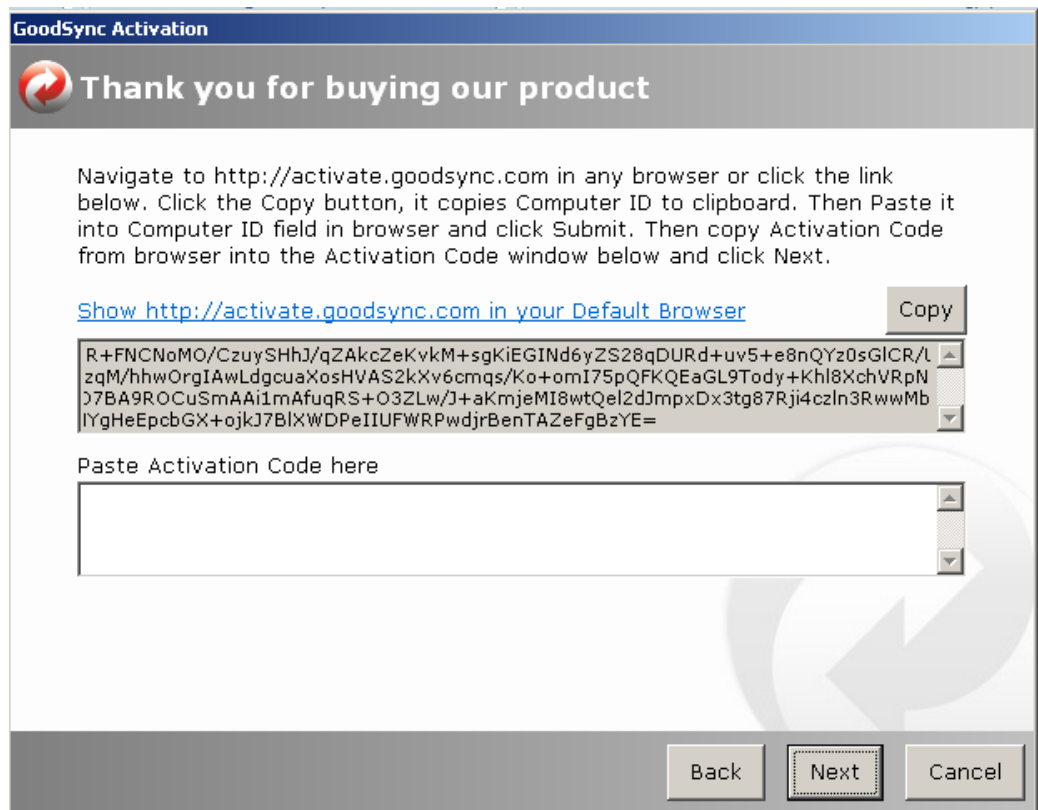 GoodSync Activation
Thank you for buying our product
Navigate to http://activate.goodsync.com in any browser or click the link
below. Click the Copy button, it copies Computer ID to clipboard. Then Paste it
into Computer ID field in browser and click Submit. Then copy Activation Code
from browser into the Activation Code window below and click Next.
Show http://activate.goodsync.com in your Default Browser
Copy
R+FNCNoMO/CzuySHhJ/qZAkcZeKvkM+sgKiEGINd6yZS28qDURd+uv5+e8nQYz0sGlCR/
zqM/hhwOrgIAwLdgcuaXosHVAS2kXv6cmqs/Ko+omI75pQFKQEaGL9Tody+Khl8XchVRpN
7BA9ROCuSmAAi1mAfuqRS+O3ZLw/J+aKmjeMI8wtQel2dJmpxDx3tg87Rji4czln3RwwMb
IYgHeEpcbGX+ojkJ7BlXWDPeIIUFWRPwdjrBenTAZeFgBzYE=
Paste Activation Code here
Back
Next
Cancel